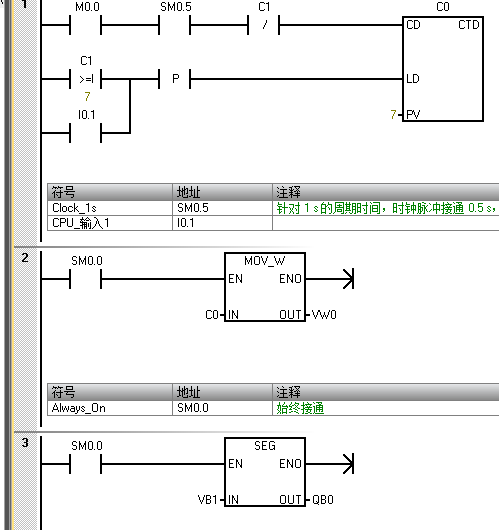 1
M0.0 SM0.5 C1 C0
/ CD CTD
C1
>=I P LD
7
I0.1 7 PV
符号 地址 注释
Clock_1s SM0.5 针对 1 s 的周期时间，时钟脉冲接通 0.5 s，
CPU_输入1 I0.1
2
SM0.0 MOV_W
EN ENO
C0 IN OUT VW0
符号 地址 注释
Always_On SM0.0 始终接通
3
SM0.0 SEG
EN ENO
VB1 IN OUT QB0